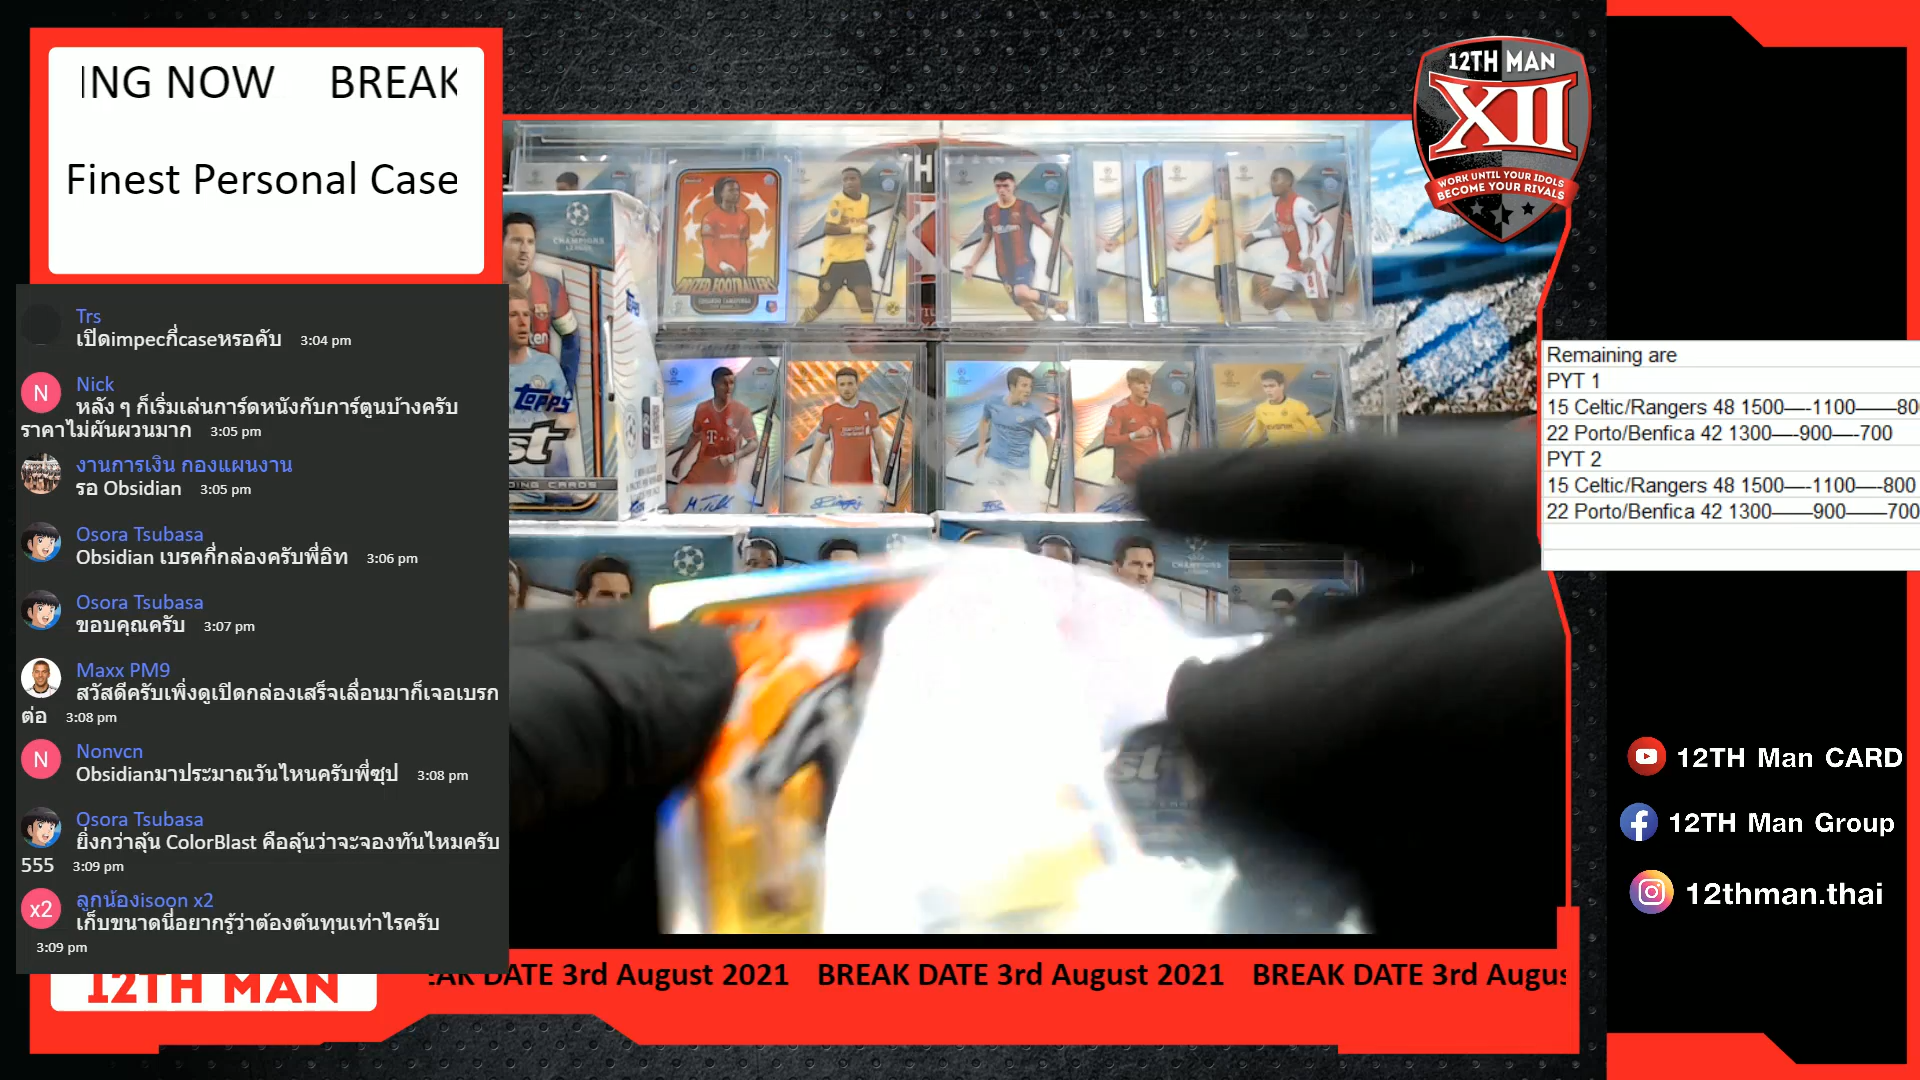 ING NOW BREAK
Finest Personal Case
Trs
เปิดimpecกี่caseหรอคับ 3:04 pm
N
Nick
หลัง ๆ ก็เริ่มเล่นการ์ดหนังกับการ์ตูนบ้างครับ
ราคาไม่ผันผวนมาก 3:05 pm
งานการเงิน กองแผนงาน
รอ Obsidian 3:05 pm
Osora Tsubasa
Obsidian เบรคกี่กล่องครับพี่อิท 3:06 pm
Osora Tsubasa
ขอบคุณครับ 3:07 pm
Maxx PM9
สวัสดีครับเพิ่งดูเปิดกล่องเสร็จเลื่อนมาก็เจอเบรก
ต่อ 3:08 pm
N
Nonvcn
Obsidianมาประมาณวันไหนครับพี่ซุป 3:08 pm
Osora Tsubasa
ยิ่งกว่าลุ้น ColorBlast คือลุ้นว่าจะจองทันไหมครับ
555 3:09 pm
x2
ลูกน้องisoon x2
เก็บขนาดนี่อยากรู้ว่าต้องต้นทุนเท่าไรครับ
3:09 pm
12TH MAN
EAK DATE 3rd August 2021 BREAK DATE 3rd August 2021 BREAK DATE 3rd Augus
12TH MAN
XII
WORK UNTIL YOUR IDOLS
BECOME YOUR RIVALS
CHAMPIONS
TOPPS
st
PRIZED FOOTBALLERS
Remaining are
PYT 1
15 Celtic/Rangers 48 1500—-1100——80
22 Porto/Benfica 42 1300—-900—-700
PYT 2
15 Celtic/Rangers 48 1500—-1100—-800
22 Porto/Benfica 42 1300——900——700
12TH Man CARD
12TH Man Group
12thman.thai